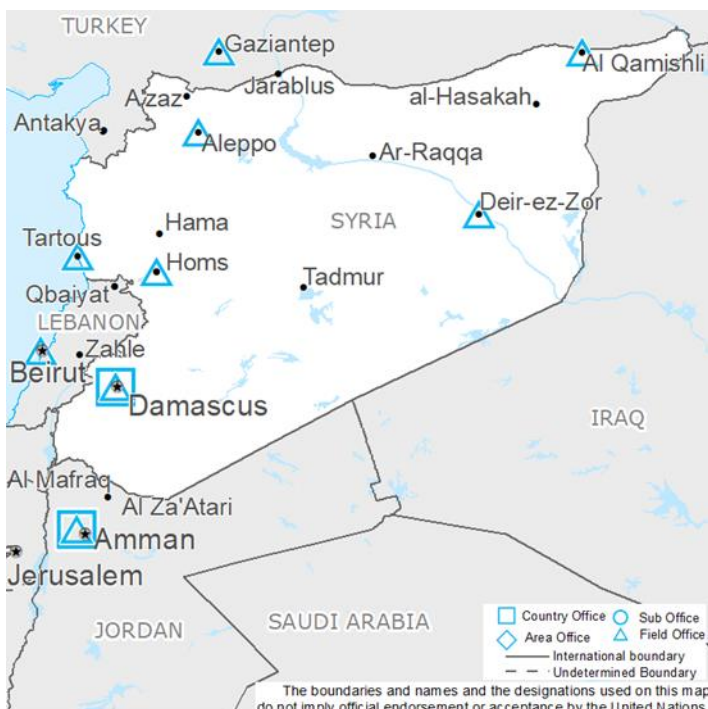 TURKEY
Gaziantep
Al Qamishli
Jarablus
A'zaz
al-Hasakah
Antakya
Aleppo
Ar-Raqqa
Deir-ez-Zor
Hama
SYRIA
Tartous
Homs
Tadmur
Qbaiyat
LEBANON
Zahle
Beirut
Damascus
IRAQ
Al-Mafraq
Al Za'Atari
Amman
Jerusalem
SAUDI ARABIA
JORDAN
Country Office
Sub Office
Area Office
Field Office
International boundary
Undetermined Boundary
The boundaries and names and the designations used on this map
do not imply official endorsement or acceptance by the United Nations